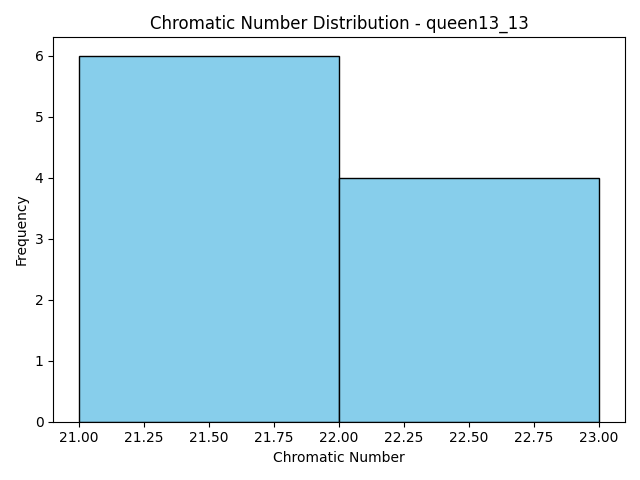 Chromatic Number Distribution - queen13_13
6
5
4
3
2
1
0
Frequency
21.00 21.25 21.50 21.75 22.00 22.25 22.50 22.75 23.00
Chromatic Number